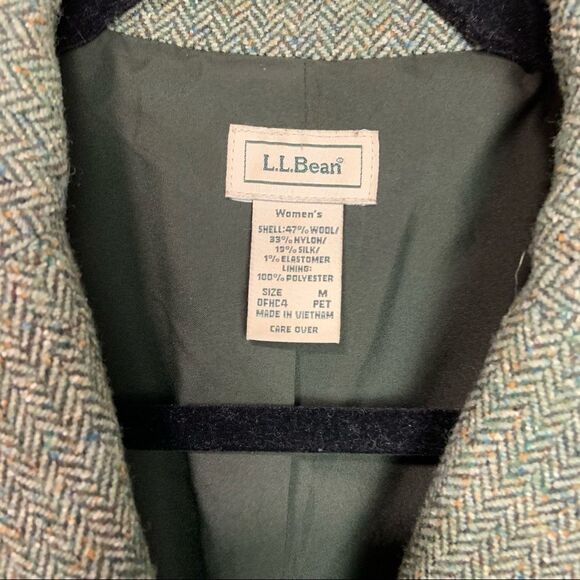 L.L.Bean®
Women's
SHELL:47% WOOL/
33% NYLON/
19% SILK/
1% ELASTOMER
LINING:
100% POLYESTER
SIZE M
0FHC4 PET
MADE IN VIETNAM
CARE OVER